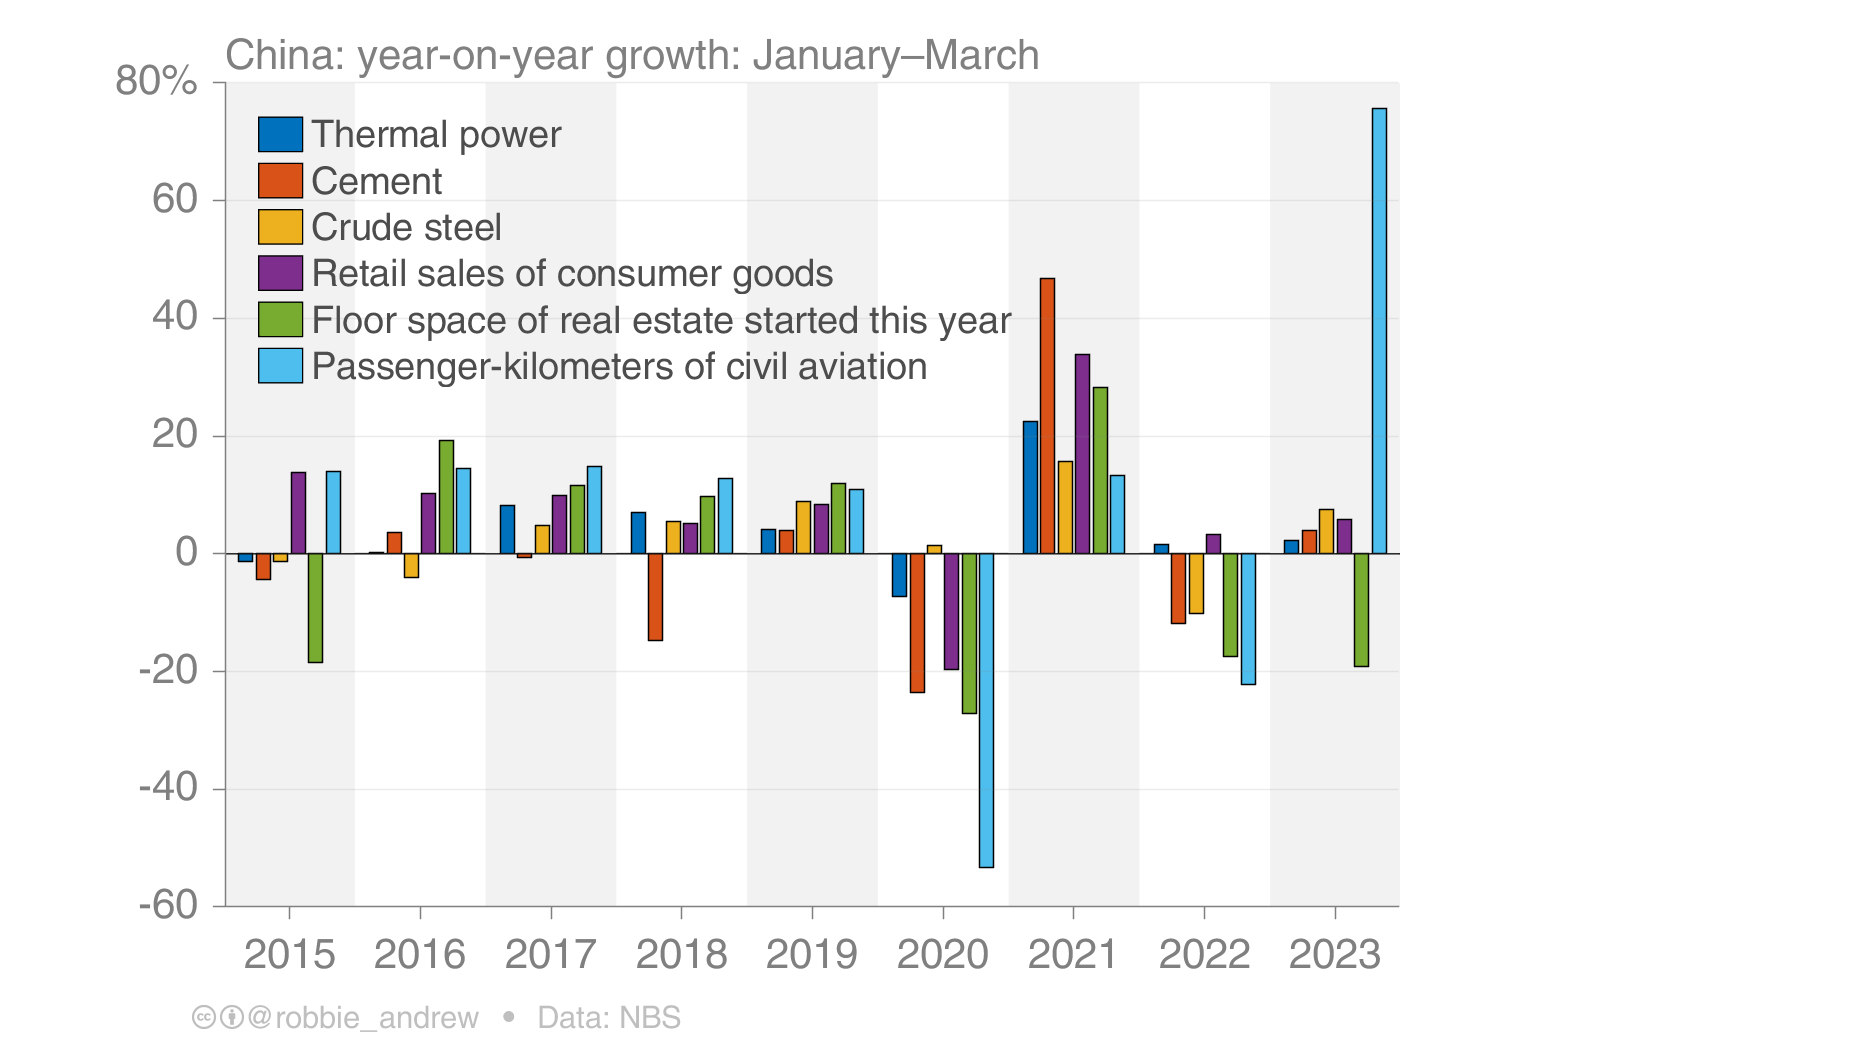 China: year-on-year growth: January–March
80%
60
40
20
0
-20
-40
-60
Thermal power
Cement
Crude steel
Retail sales of consumer goods
Floor space of real estate started this year
Passenger-kilometers of civil aviation
2015 2016 2017 2018 2019 2020 2021 2022 2023
@robbie_andrew • Data: NBS